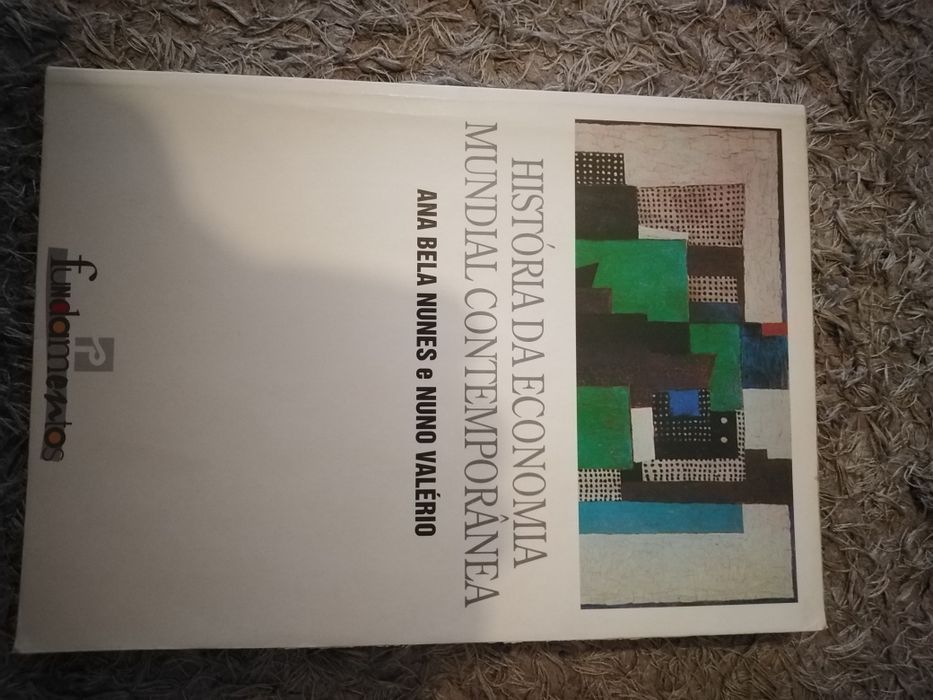 HISTÓRIA DA ECONOMIA
MUNDIAL CONTEMPORÂNEA
ANA BELA NUNES e NUNO VALÉRIO
fundamentos